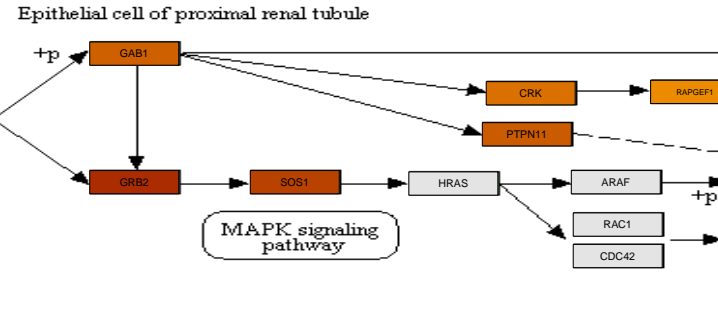 Epithelial cell of proximal renal tubule
+p
GAB1
CRK
RAPGEF1
PTPN11
GRB2
SOS1
HRAS
ARAF
+p
RAC1
MAPK signaling
pathway
CDC42